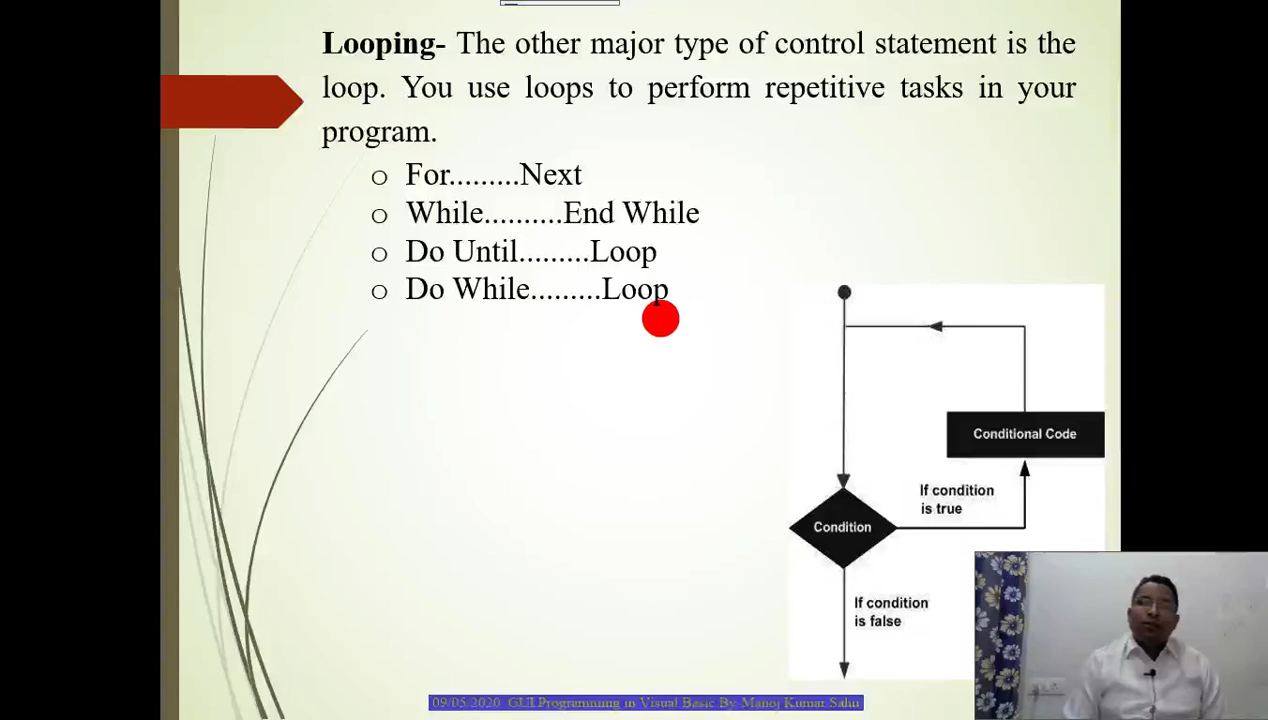 Looping- The other major type of control statement is the
loop. You use loops to perform repetitive tasks in your
program.
o For.........Next
o While..........End While
o Do Until.........Loop
o Do While.........Loop
Conditional Code
If condition
is true
Condition
If condition
is false
09/05/2020 GUI Programming in Visual Basic By Manoj Kumar Sahu